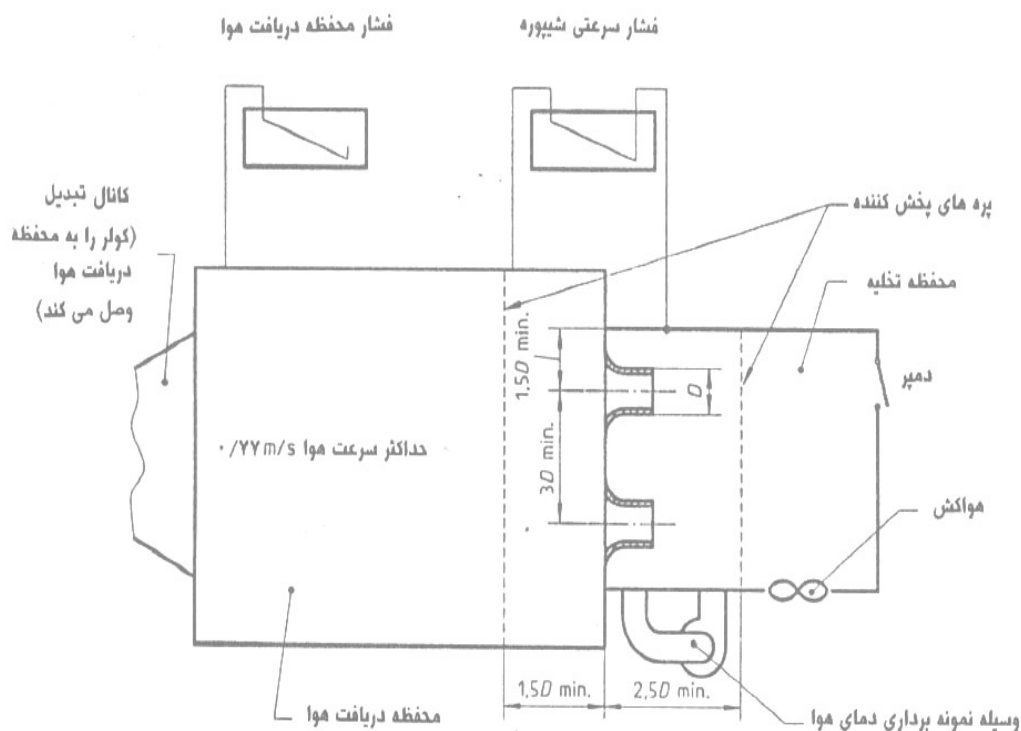 فشار سرعتی شیپوره
فشار محفظه دریافت هوا
پره های پخش کننده
محفظه تخلیه
دمپر
هواکش
وسیله نمونه برداری دمای هوا
کانال تبدیل
(کولر را به محفظه
دریافت هوا
وصل می کند)
حداکثر سرعت هوا ۰/۷۷ m/s
محفظه دریافت هوا
1,5D min.
3D min.
D
1,5D min.
2,5D min.